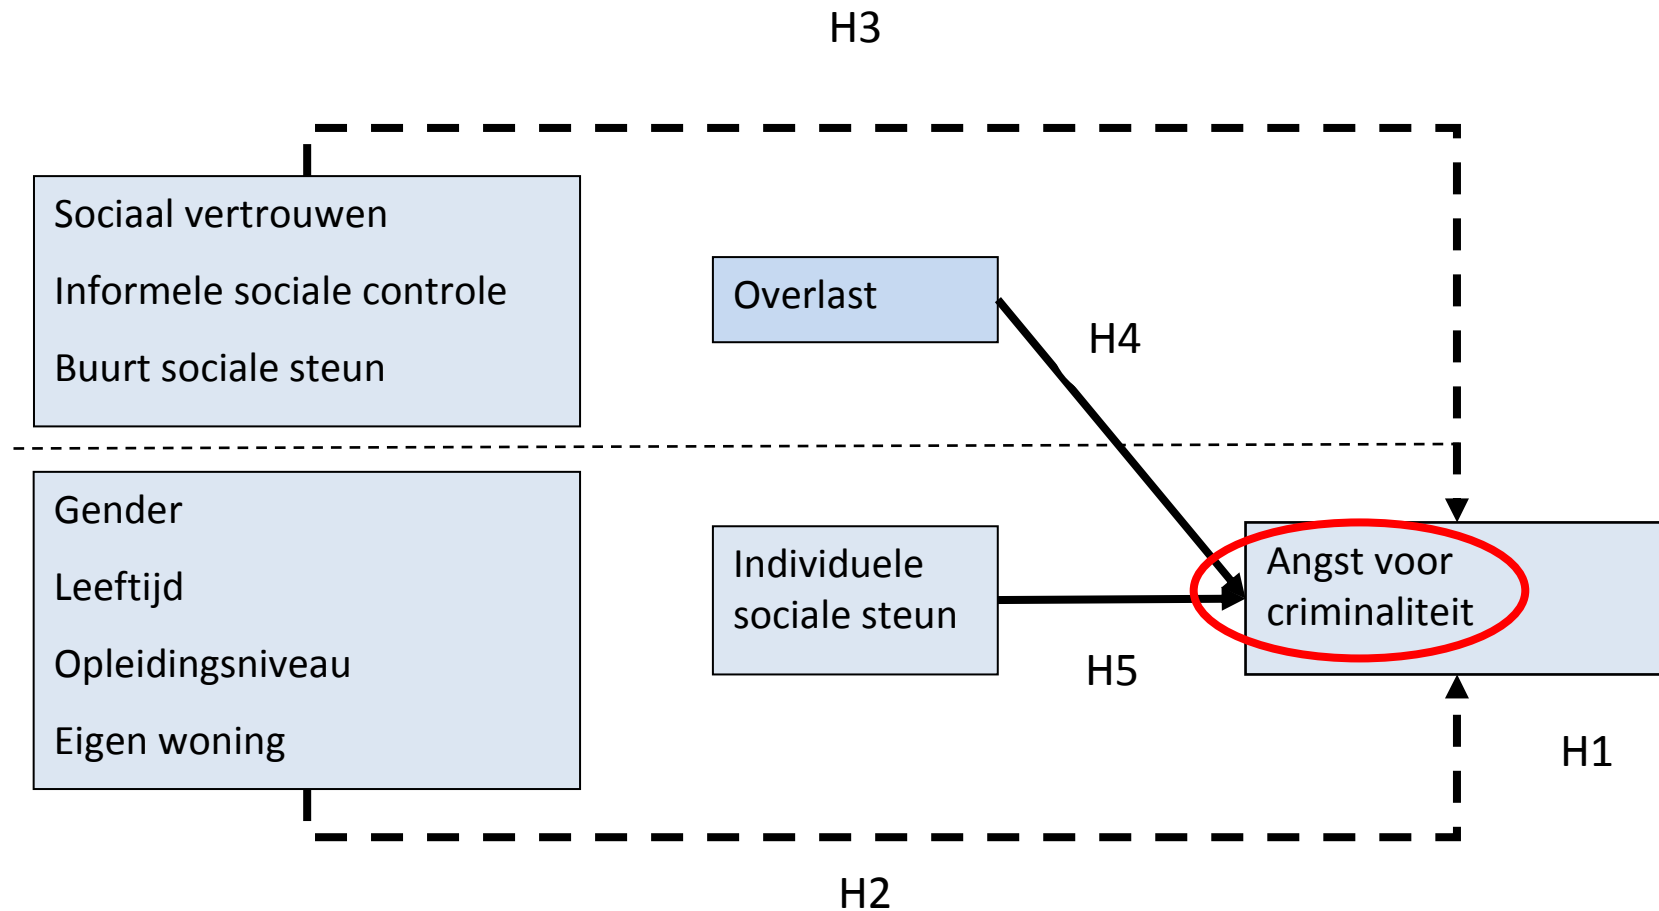 H3
Sociaal vertrouwen
Informele sociale controle
Buurt sociale steun
Overlast
H4
Gender
Leeftijd
Opleidingsniveau
Eigen woning
Individuele
sociale steun
H5
Angst voor
criminaliteit
H1
H2